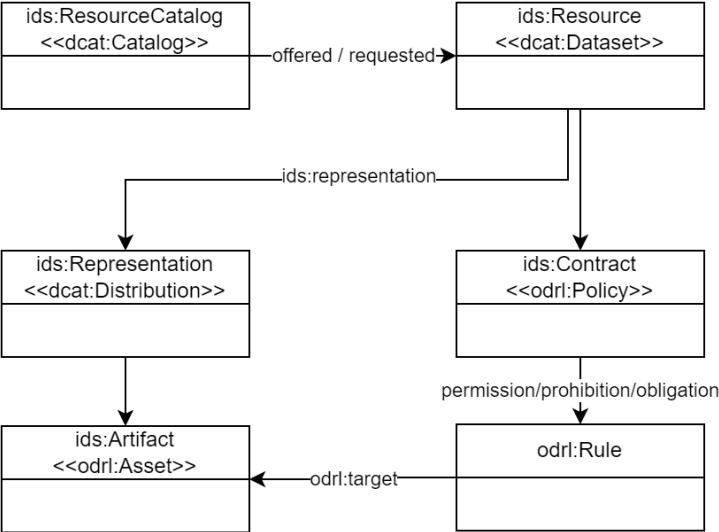 ids:ResourceCatalog
<<dcat:Catalog>>
offered / requested
ids:Resource
<<dcat:Dataset>>
ids:representation
ids:Representation
<<dcat:Distribution>>
ids:Contract
<<odrl:Policy>>
permission/prohibition/obligation
ids:Artifact
<<odrl:Asset>>
odrl:target
odrl:Rule